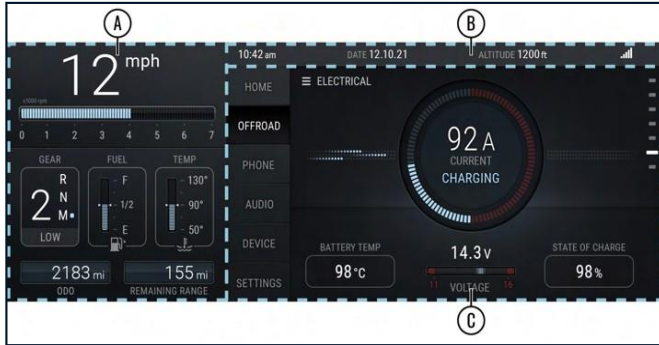 A
B
12 mph
x1000 rpm
0 1 2 3 4 5 6 7
GEAR
R
N
M
2
LOW
FUEL
F
1/2
E
TEMP
130°
90°
50°
2183 mi
ODO
155 mi
REMAINING RANGE
10:42 am
DATE 12.10.21
ALTITUDE 1200 ft
HOME
OFFROAD
PHONE
AUDIO
DEVICE
SETTINGS
ELECTRICAL
92 A
CURRENT
CHARGING
BATTERY TEMP
98 °C
14.3 V
11 16
VOLTAGE
STATE OF CHARGE
98 %
C